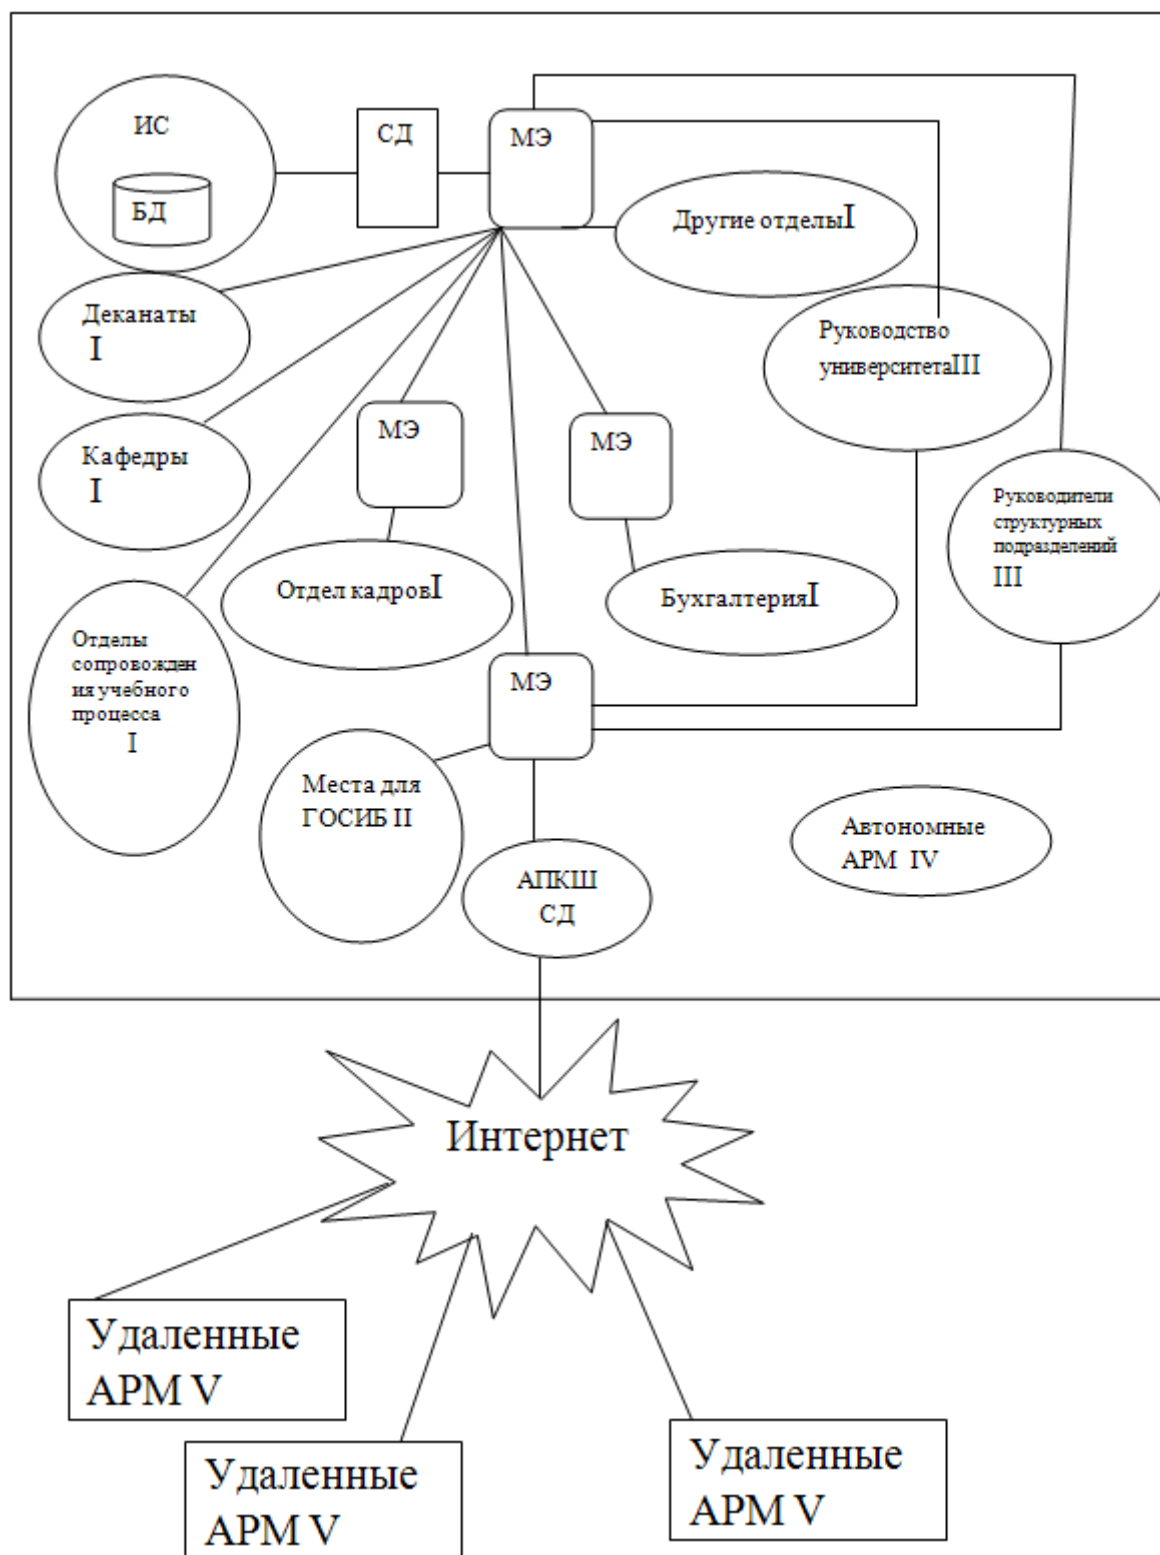 ИС
СД
МЭ
БД
Другие отделыI
Деканаты
I
Руководство
университетаIII
МЭ
МЭ
Кафедры
I
Руководители
структурных
подразделений
III
Отдел кадровI
БухгалтерияI
Отделы
сопровожден
ия учебного
процесса
I
МЭ
Места для
ГОСИБ II
Автономные
АРМ IV
АПКШ
СД
Интернет
Удаленные
АРМ V
Удаленные
АРМ V
Удаленные
АРМ V